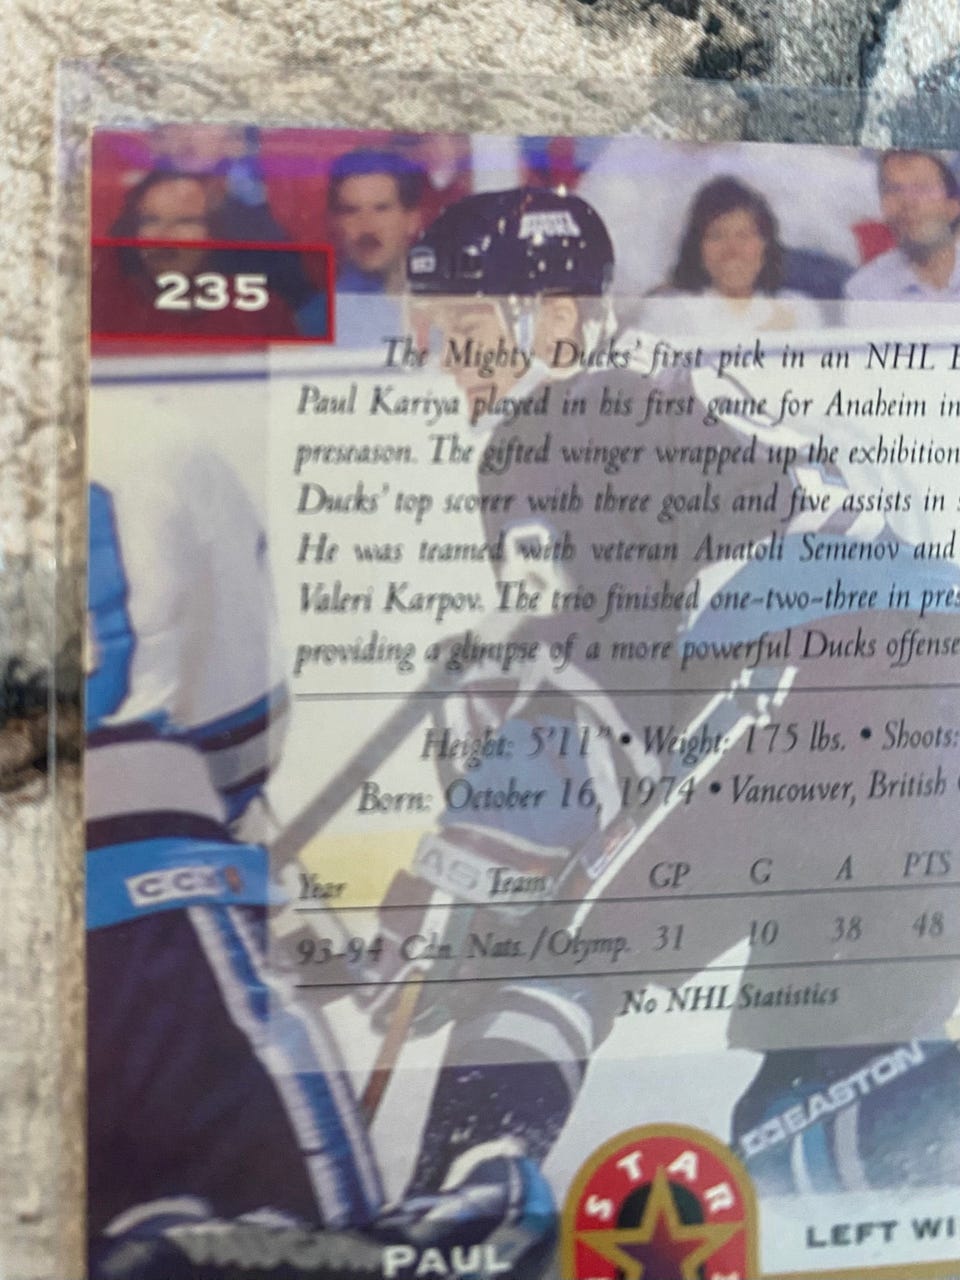 235
The Mighty Ducks' first pick in an NHL
Paul Kariya played in his first game for Anaheim in
preseason. The gifted winger wrapped up the exhibition
Ducks' top scorer with three goals and five assists in
He was teamed with veteran Anatoli Semenov and
Valeri Karpov. The trio finished one-two-three in pres
providing a glimpse of a more powerful Ducks offense
Height: 5'11" • Weight: 175 lbs. • Shoots:
Born: October 16, 1974 • Vancouver, British
Year Team GP G A PTS
93-94 Cdn. Nats./Olymp. 31 10 38 48
No NHL Statistics
CCM
EASTON
STAR
LEFT WI
PAUL